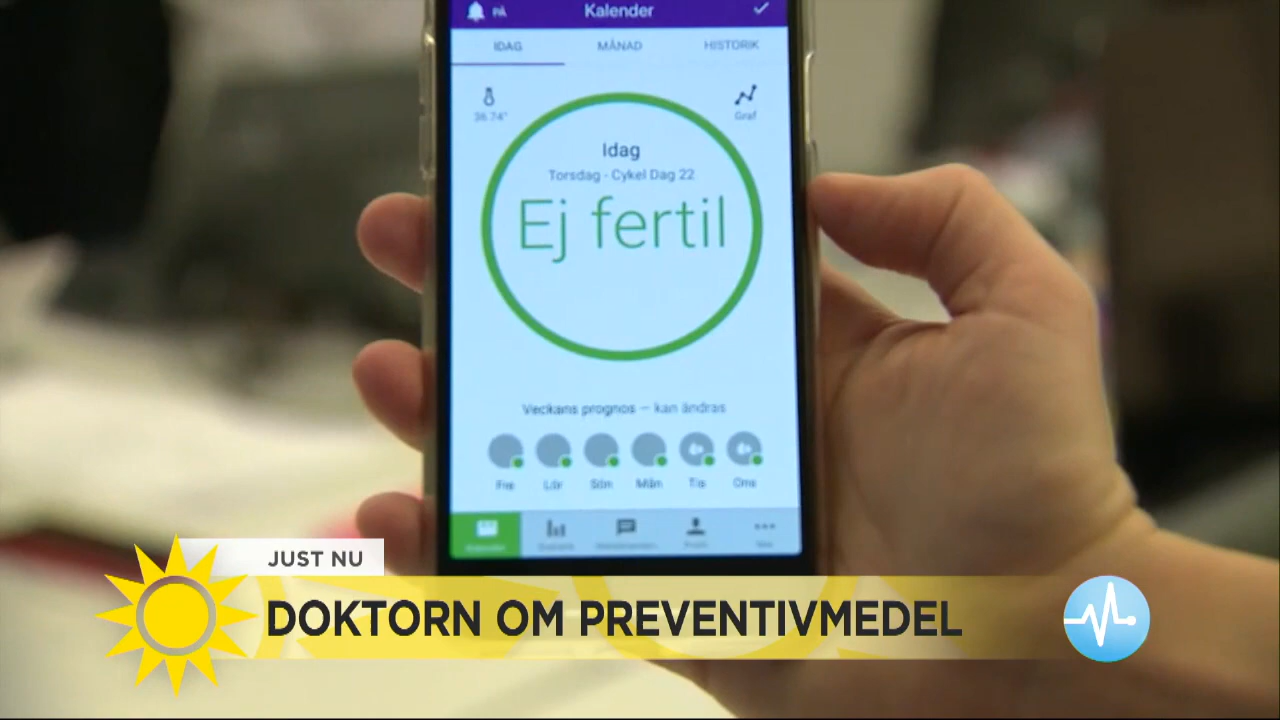 PÅ
Kalender
IDAG
MÅNAD
HISTORIK
36.74°
Graf
Idag
Torsdag - Cykel Dag 22
Ej fertil
Veckans prognos — kan ändras
Fre
Lör
Sön
Mån
Tis
Ons
Kalender
JUST NU
DOKTORN OM PREVENTIVMEDEL